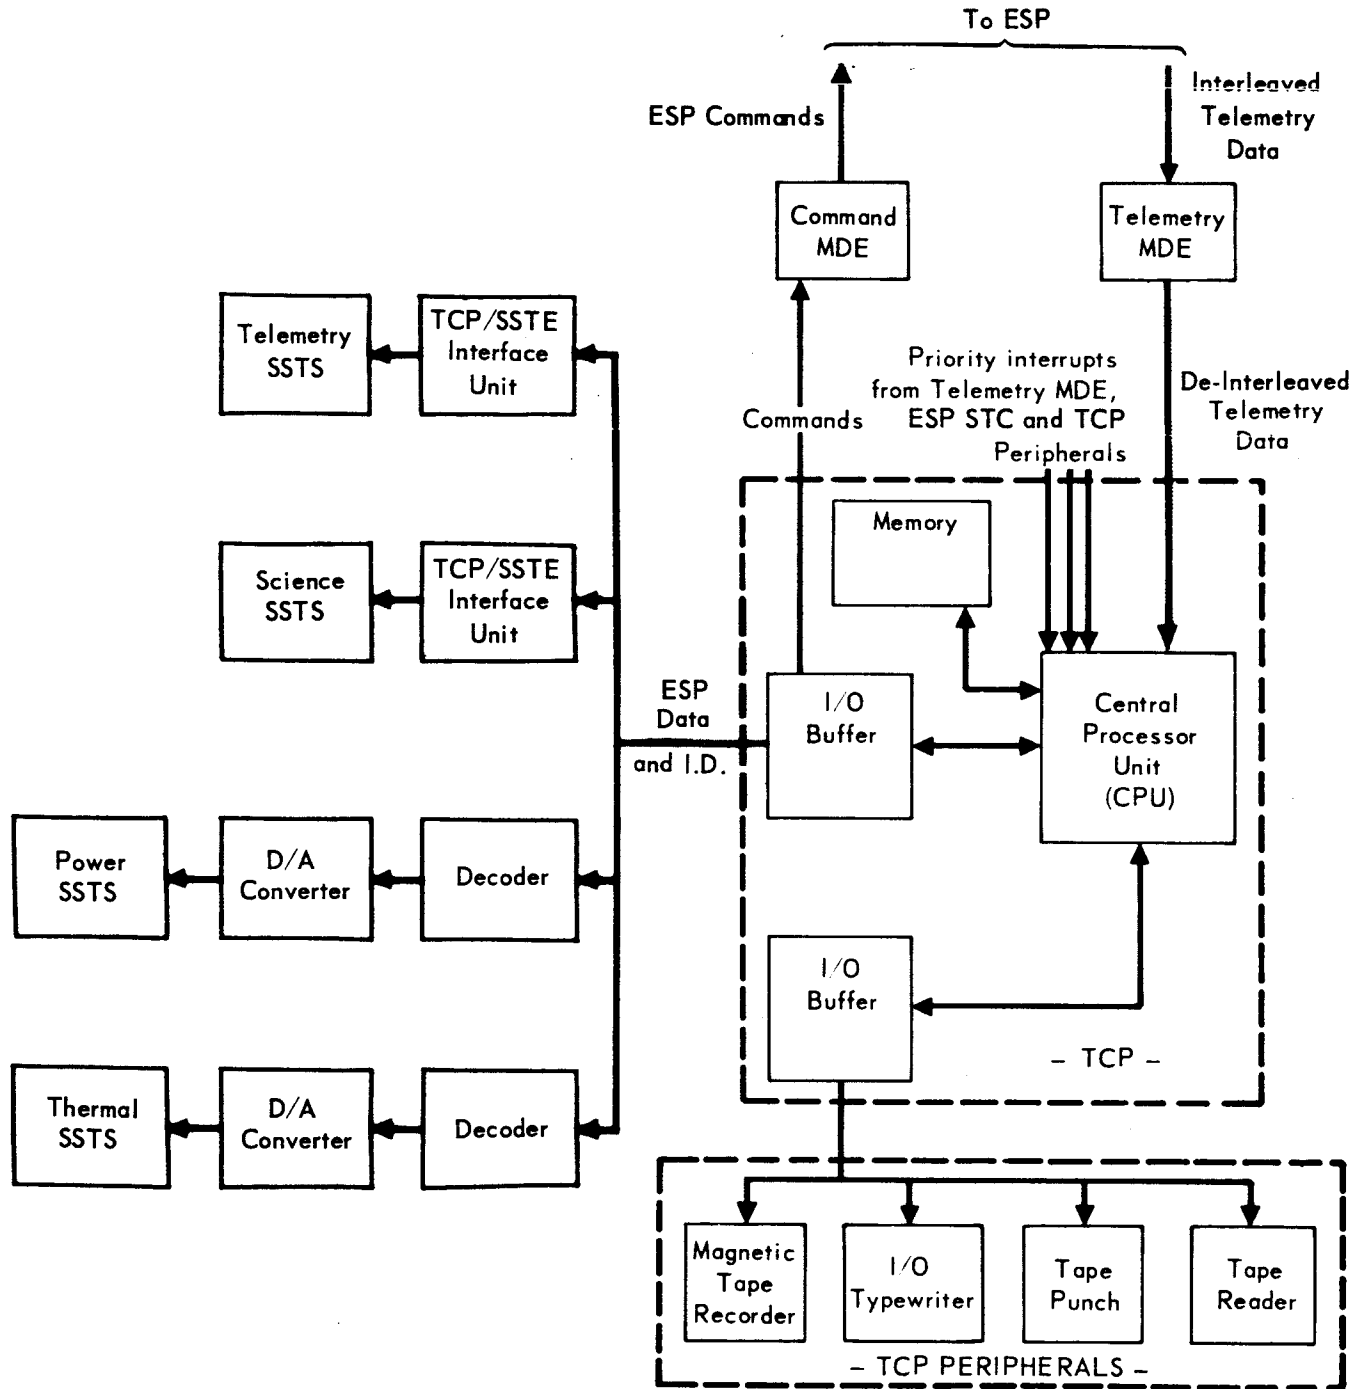 To ESP
ESP Commands
Interleaved
Telemetry
Data
Command
MDE
Telemetry
MDE
Telemetry
SSTS
TCP/SSTE
Interface
Unit
Priority interrupts
from Telemetry MDE,
ESP STC and TCP
Peripherals
De-Interleaved
Telemetry
Data
Commands
Memory
Science
SSTS
TCP/SSTE
Interface
Unit
ESP
Data
and I.D.
I/O
Buffer
Central
Processor
Unit
(CPU)
Power
SSTS
D/A
Converter
Decoder
I/O
Buffer
– TCP –
Thermal
SSTS
D/A
Converter
Decoder
Magnetic
Tape
Recorder
I/O
Typewriter
Tape
Punch
Tape
Reader
– TCP PERIPHERALS –